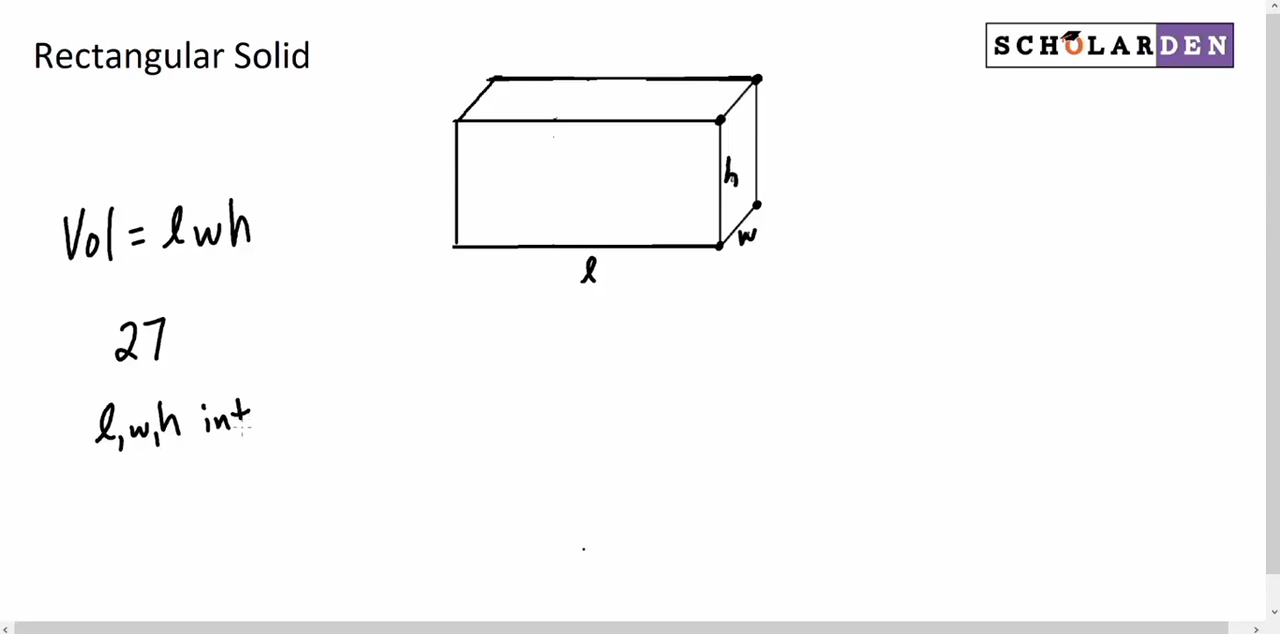 Rectangular Solid
SCHOLARDEN
h
w
l
Vol = lwh
27
l,w,h int